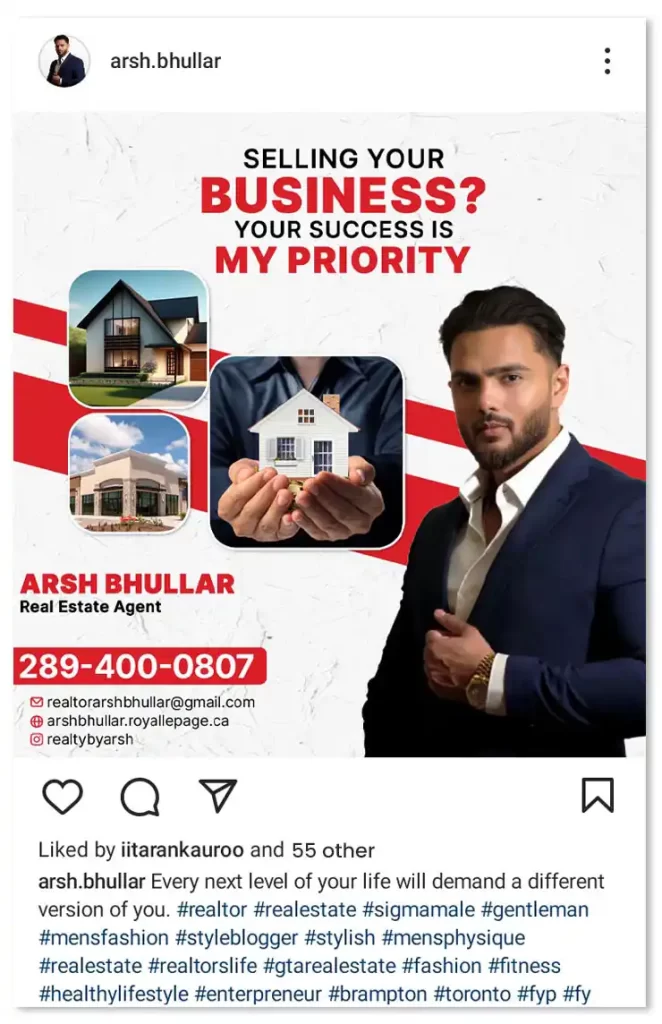 arsh.bhullar
SELLING YOUR
BUSINESS?
YOUR SUCCESS IS
MY PRIORITY
ARSH BHULLAR
Real Estate Agent
289-400-0807
realtorarshbhullar@gmail.com
arshbhullar.royallepage.ca
realtybyarsh
Liked by iitarankauroo and 55 other
arsh.bhullar Every next level of your life will demand a different
version of you. #realtor #realestate #sigmamale #gentleman
#mensfashion #styleblogger #stylish #mensphysique
#realestate #realtorslife #gtarealestate #fashion #fitness
#healthylifestyle #enterpreneur #brampton #toronto #fyp #fy